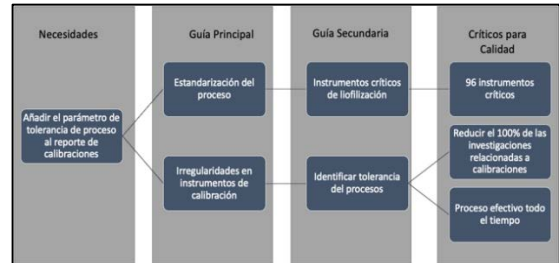 Necesidades
Guía Principal
Guía Secundaria
Críticos para
Calidad
Añadir el parámetro de
tolerancia de proceso
al reporte de
calibraciones
Estandarización del
proceso
Irregularidades en
instrumentos de
calibración
Instrumentos críticos
de liofilización
Identificar tolerancia
del procesos
96 instrumentos
críticos
Reducir el 100% de las
investigaciones
relacionadas a
calibraciones
Proceso efectivo todo
el tiempo